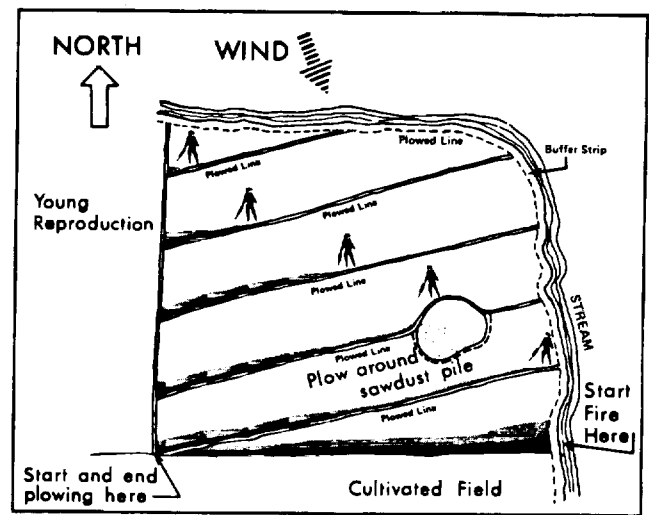 NORTH
WIND
Plowed Line
Buffer Strip
Plowed Line
Young
Reproduction
Plowed Line
Plowed Line
STREAM
Plowed Line
Plow around
sawdust pile
Plowed Line
Start
Fire
Here
Start and end
plowing here
Cultivated Field